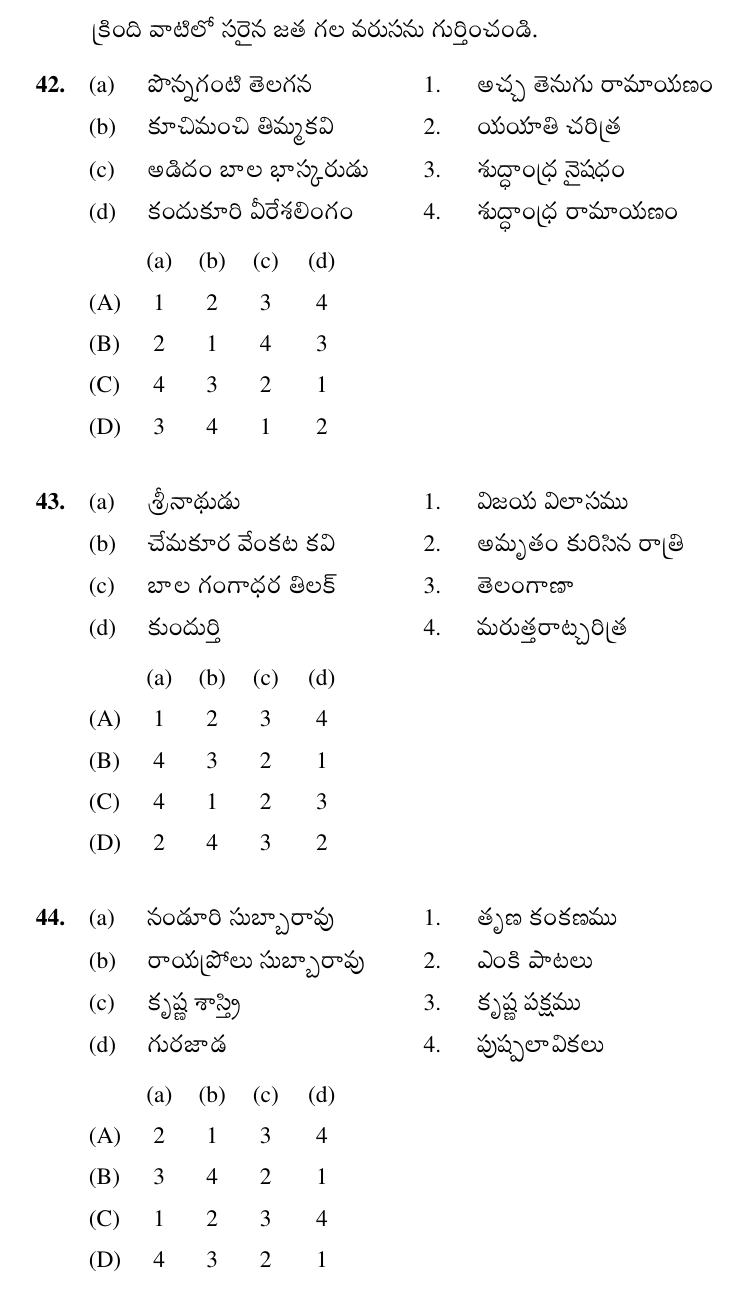 క్రింది వాటిలో సరైన జత గల వరుసను గుర్తించండి.
42. (a) పొన్నగంటి తెలగన 1. అచ్చ తెనుగు రామాయణం
(b) కూచిమంచి తిమ్మకవి 2. యయాతి చరిత్ర
(c) అడిదం బాల భాస్కరుడు 3. శుద్ధాంధ్ర నైషధం
(d) కందుకూరి వీరేశలింగం 4. శుద్ధాంధ్ర రామాయణం
(a) (b) (c) (d)
(A) 1 2 3 4
(B) 2 1 4 3
(C) 4 3 2 1
(D) 3 4 1 2
43. (a) శ్రీనాథుడు 1. విజయ విలాసము
(b) చేమకూర వేంకట కవి 2. అమృతం కురిసిన రాత్రి
(c) బాల గంగాధర తిలక్ 3. తెలంగాణా
(d) కుందుర్తి 4. మరుత్తరాట్చరిత్ర
(a) (b) (c) (d)
(A) 1 2 3 4
(B) 4 3 2 1
(C) 4 1 2 3
(D) 2 4 3 2
44. (a) నండూరి సుబ్బారావు 1. తృణ కంకణము
(b) రాయప్రోలు సుబ్బారావు 2. ఎంకి పాటలు
(c) కృష్ణ శాస్త్రి 3. కృష్ణ పక్షము
(d) గురజాడ 4. పుష్పలావికలు
(a) (b) (c) (d)
(A) 2 1 3 4
(B) 3 4 2 1
(C) 1 2 3 4
(D) 4 3 2 1